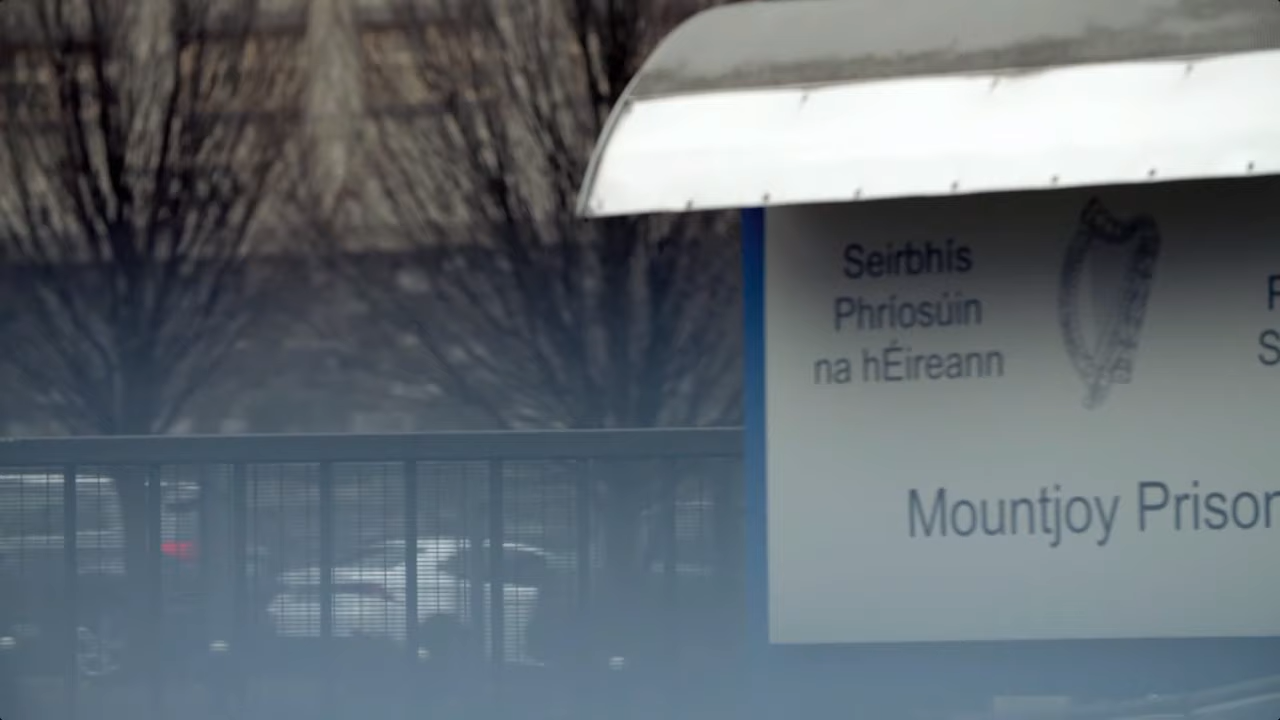 Seirbhís
Phríosúin
na hÉireann
Mountjoy Prison